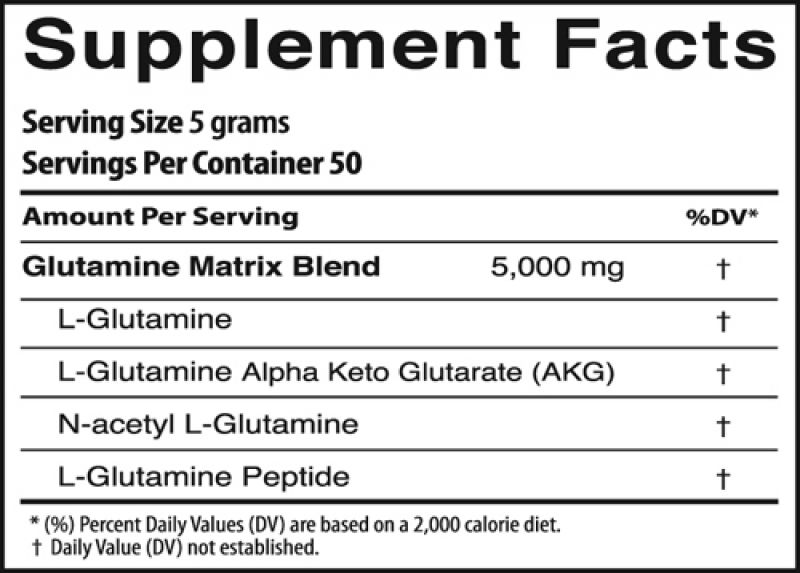 Supplement Facts
Serving Size 5 grams
Servings Per Container 50
Amount Per Serving %DV*
Glutamine Matrix Blend 5,000 mg †
L-Glutamine †
L-Glutamine Alpha Keto Glutarate (AKG) †
N-acetyl L-Glutamine †
L-Glutamine Peptide †
* (%) Percent Daily Values (DV) are based on a 2,000 calorie diet.
† Daily Value (DV) not established.